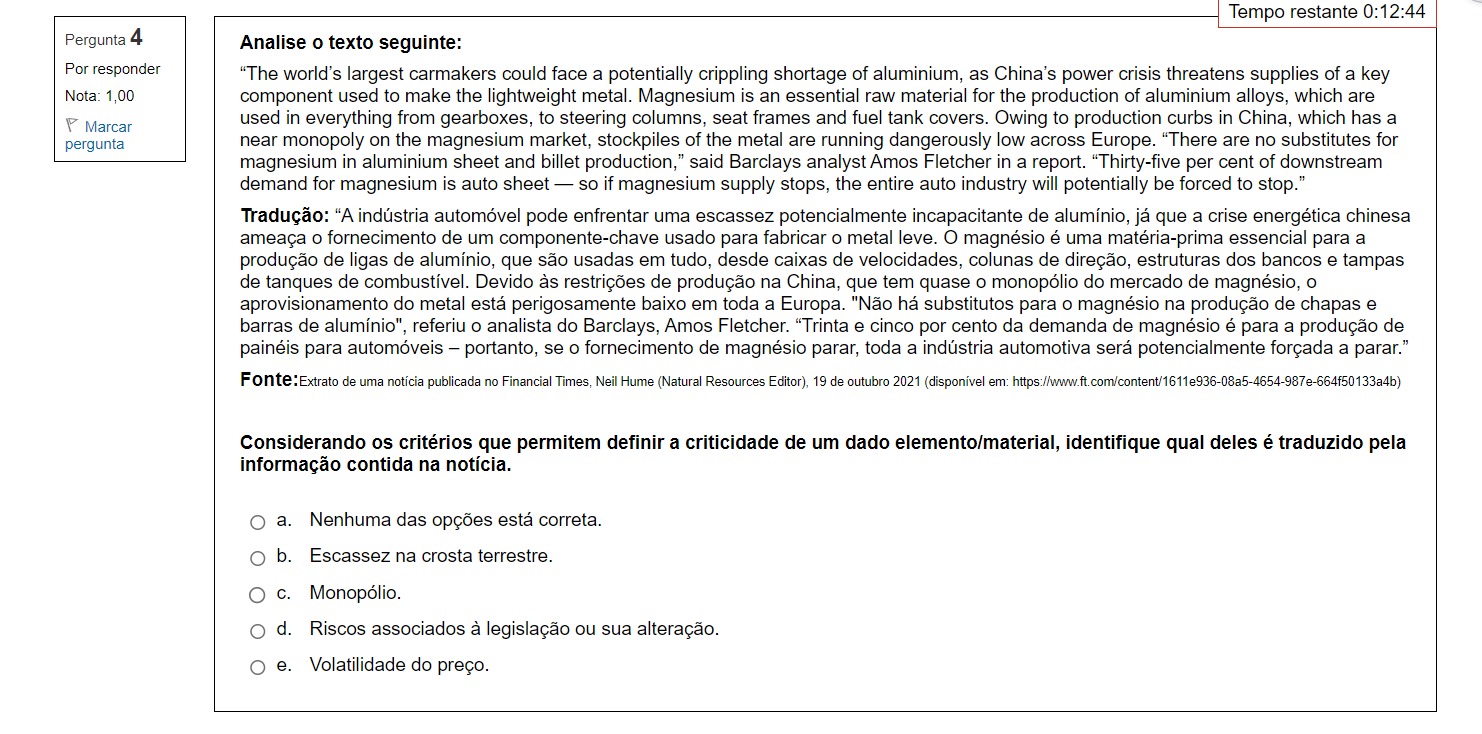 Tempo restante 0:12:44
Pergunta 4
Por responder
Nota: 1,00
Marcar
pergunta
Analise o texto seguinte:
“The world’s largest carmakers could face a potentially crippling shortage of aluminium, as China’s power crisis threatens supplies of a key
component used to make the lightweight metal. Magnesium is an essential raw material for the production of aluminium alloys, which are
used in everything from gearboxes, to steering columns, seat frames and fuel tank covers. Owing to production curbs in China, which has a
near monopoly on the magnesium market, stockpiles of the metal are running dangerously low across Europe. “There are no substitutes for
magnesium in aluminium sheet and billet production,” said Barclays analyst Amos Fletcher in a report. “Thirty-five per cent of downstream
demand for magnesium is auto sheet — so if magnesium supply stops, the entire auto industry will potentially be forced to stop.”
Tradução: “A indústria automóvel pode enfrentar uma escassez potencialmente incapacitante de alumínio, já que a crise energética chinesa
ameaça o fornecimento de um componente-chave usado para fabricar o metal leve. O magnésio é uma matéria-prima essencial para a
produção de ligas de alumínio, que são usadas em tudo, desde caixas de velocidades, colunas de direção, estruturas dos bancos e tampas
de tanques de combustível. Devido às restrições de produção na China, que tem quase o monopólio do mercado de magnésio, o
aprovisionamento do metal está perigosamente baixo em toda a Europa. "Não há substitutos para o magnésio na produção de chapas e
barras de alumínio", referiu o analista do Barclays, Amos Fletcher. “Trinta e cinco por cento da demanda de magnésio é para a produção de
painéis para automóveis – portanto, se o fornecimento de magnésio parar, toda a indústria automotiva será potencialmente forçada a parar.”
Fonte:Extrato de uma notícia publicada no Financial Times, Neil Hume (Natural Resources Editor), 19 de outubro 2021 (disponível em: https://www.ft.com/content/1611e936-08a5-4654-987e-664f50133a4b)
Considerando os critérios que permitem definir a criticidade de um dado elemento/material, identifique qual deles é traduzido pela
informação contida na notícia.
a. Nenhuma das opções está correta.
b. Escassez na crosta terrestre.
c. Monopólio.
d. Riscos associados à legislação ou sua alteração.
e. Volatilidade do preço.